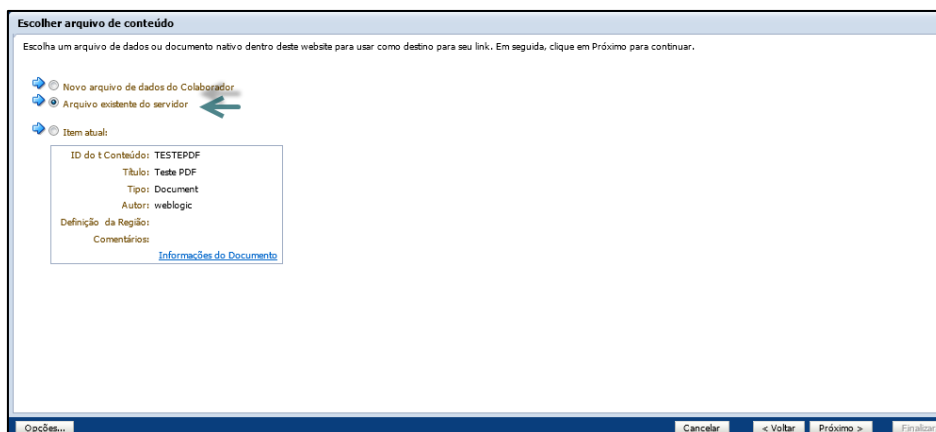 Escolher arquivo de conteúdo
Escolha um arquivo de dados ou documento nativo dentro deste website para usar como destino para seu link. Em seguida, clique em Próximo para continuar.
Novo arquivo de dados do Colaborador
Arquivo existente do servidor
Item atual:
ID do t Conteúdo: TESTEPDF
Título: Teste PDF
Tipo: Document
Autor: weblogic
Definição da Região:
Comentários:
Informações do Documento
Opções... Cancelar < Voltar Próximo > Finalizar